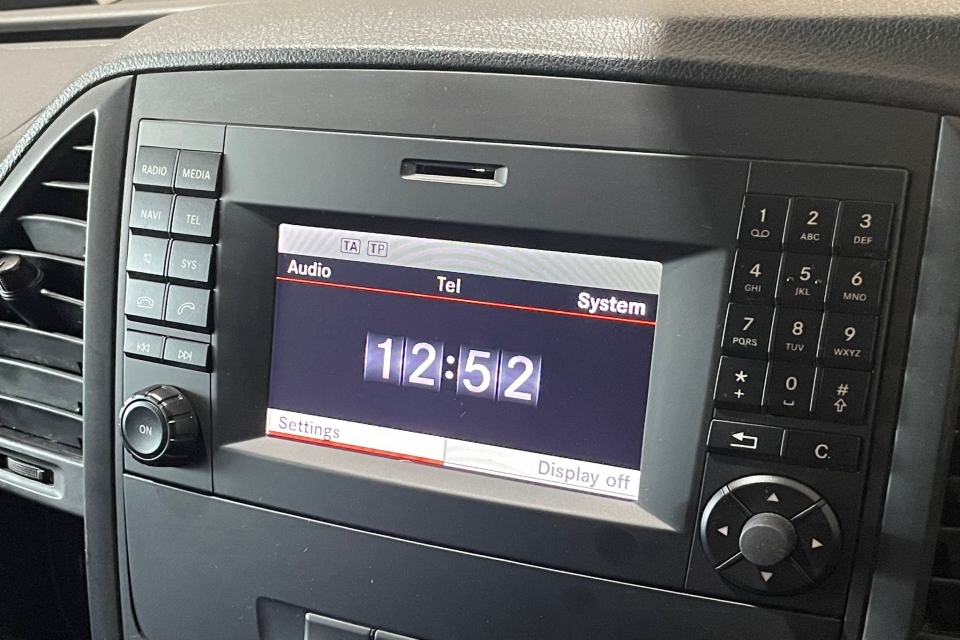 RADIO MEDIA
NAVI TEL
SYS
ON
TA TP
Audio Tel System
12:52
Settings Display off
1 2 ABC 3 DEF
4 GHI 5 JKL 6 MNO
7 PQRS 8 TUV 9 WXYZ
* + 0 #
C.